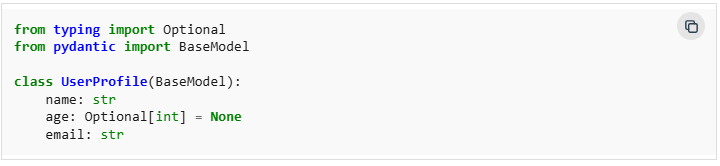 from typing import Optional
from pydantic import BaseModel

class UserProfile(BaseModel):
    name: str
    age: Optional[int] = None
    email: str